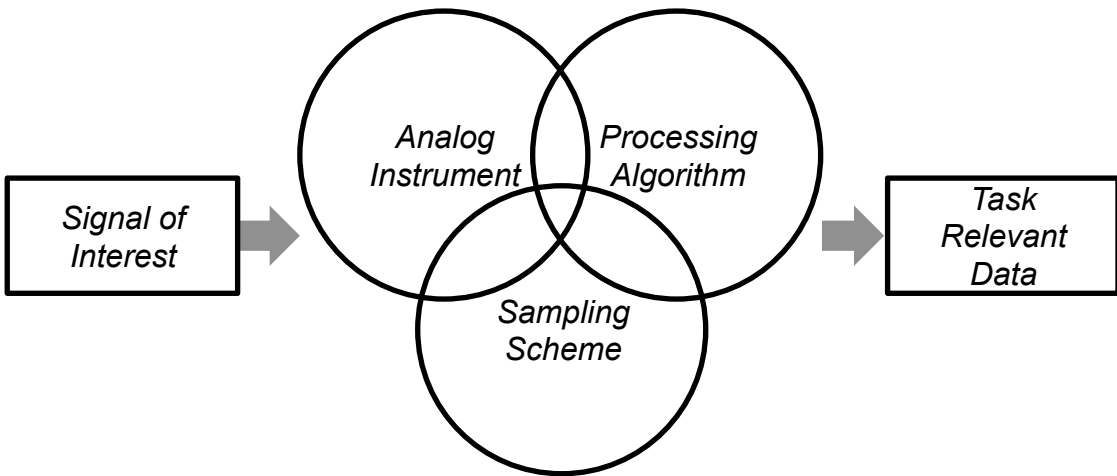 Signal of
Interest
Analog
Instrument
Processing
Algorithm
Sampling
Scheme
Task
Relevant
Data